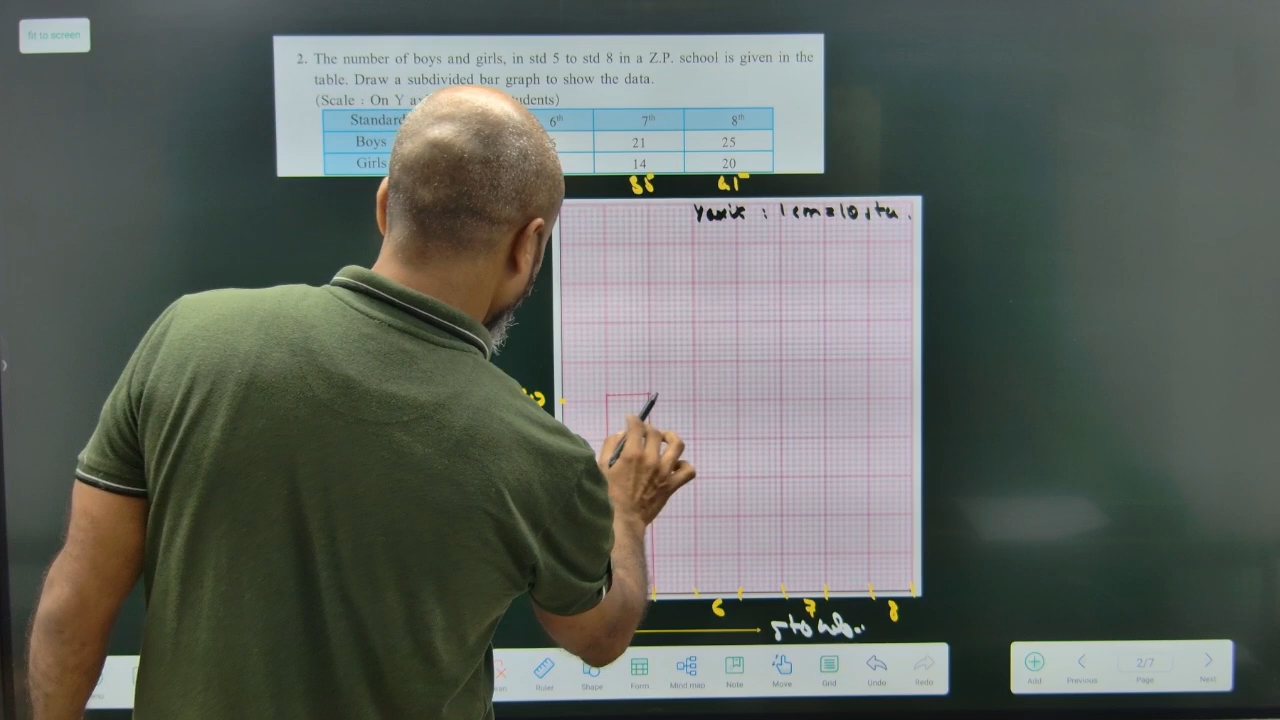 fit to screen
2. The number of boys and girls, in std 5 to std 8 in a Z.P. school is given in the
table. Draw a subdivided bar graph to show the data.
(Scale : On Y
Standard 6th 7th 8th
Boys 21 25
Girls 14 20
35
Y axis : 1 cm = 10 stu.
6 7 8
Ruler Shape Form Mind map Note Move Grid Undo Redo
Add Previous 2/7 Page Next